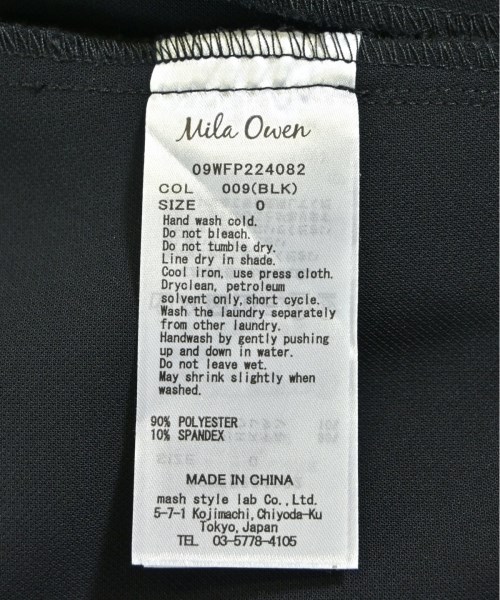 Mila Owen
09WFP224082
COL 009(BLK)
SIZE 0
Hand wash cold.
Do not bleach.
Do not tumble dry.
Line dry in shade.
Cool iron, use press cloth.
Dryclean, petroleum
solvent only,short cycle.
Wash the laundry separately
from other laundry.
Handwash by gently pushing
up and down in water.
Do not leave wet.
May shrink slightly when
washed.
90% POLYESTER
10% SPANDEX
MADE IN CHINA
mash style lab Co.,Ltd.
5-7-1 Kojimachi,Chiyoda-Ku
Tokyo,Japan
TEL 03-5778-4105